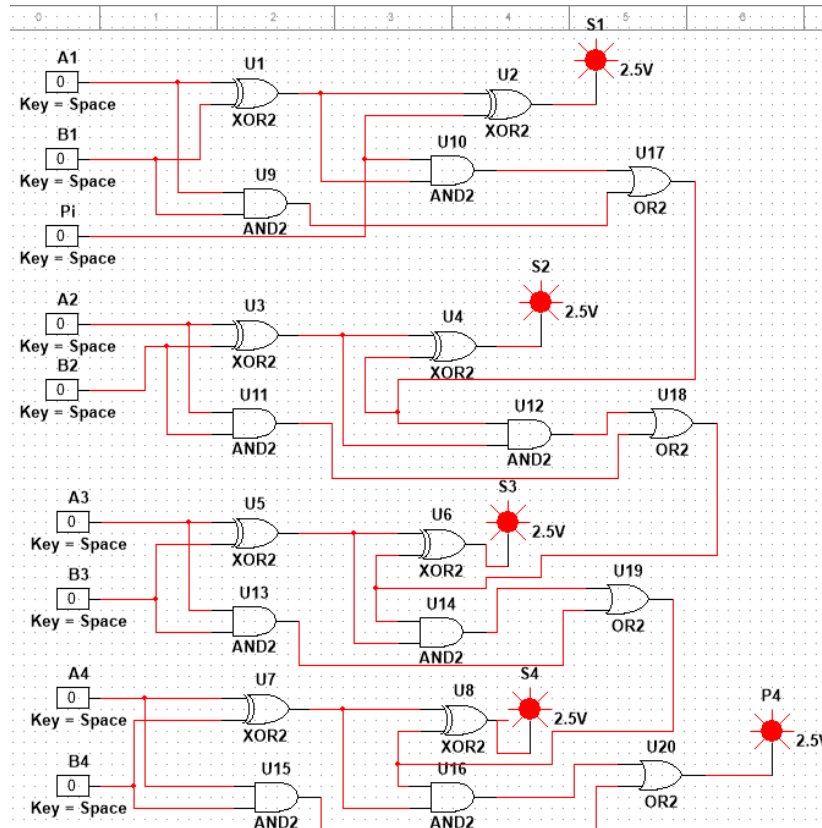 0 1 2 3 4 5 6
S1
A1 U1 U2 2.5V
0
Key = Space XOR2 XOR2
B1 U10 U17
0 U9
Key = Space AND2
Pi AND2 OR2
0
Key = Space
S2
A2 U3 U4 2.5V
0
Key = Space XOR2 XOR2
B2
0 U11 U12 U18
Key = Space
AND2 AND2 OR2
S3
A3 U5 U6 2.5V
0
Key = Space XOR2 XOR2 U19
B3 U13 U14
0
Key = Space AND2 AND2 OR2
A4 U7 U8 S4 P4
0 2.5V
Key = Space XOR2 XOR2 2.5V
B4 U15 U16 U20
0
Key = Space AND2 AND2 OR2